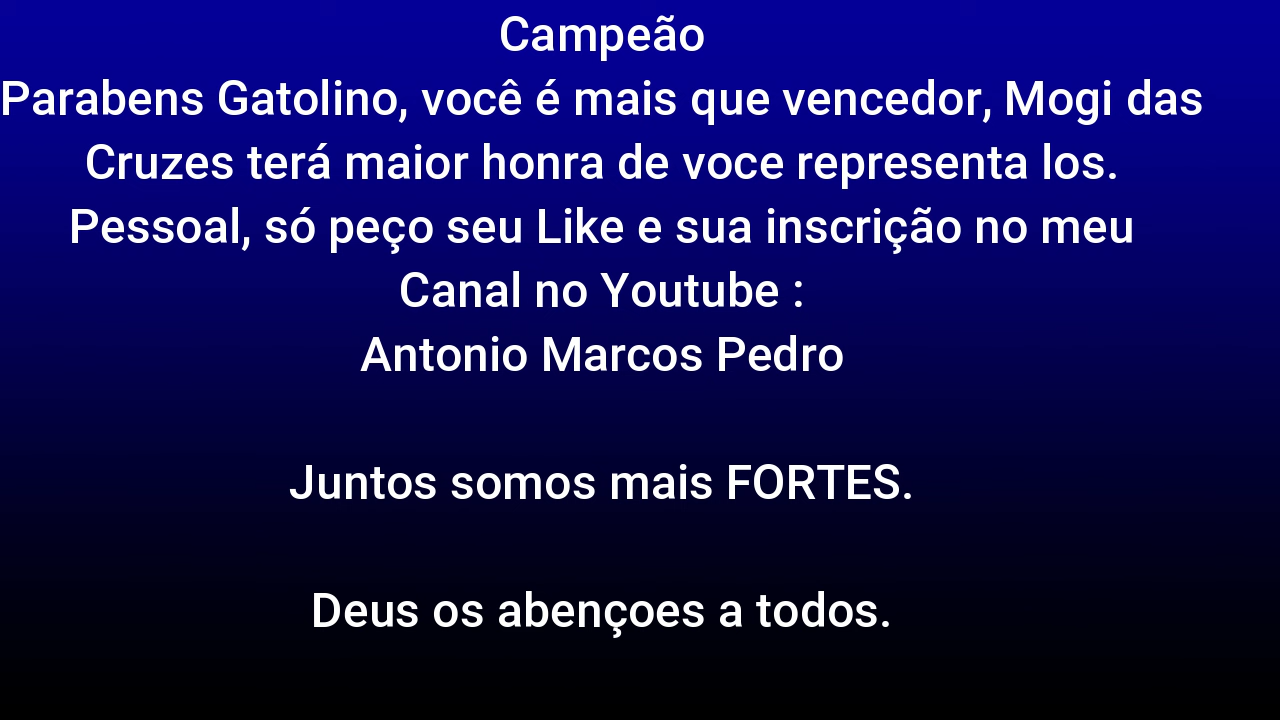 Campeão
Parabens Gatolino, você é mais que vencedor, Mogi das
Cruzes terá maior honra de voce representa los.
Pessoal, só peço seu Like e sua inscrição no meu
Canal no Youtube :
Antonio Marcos Pedro
Juntos somos mais FORTES.
Deus os abençoes a todos.